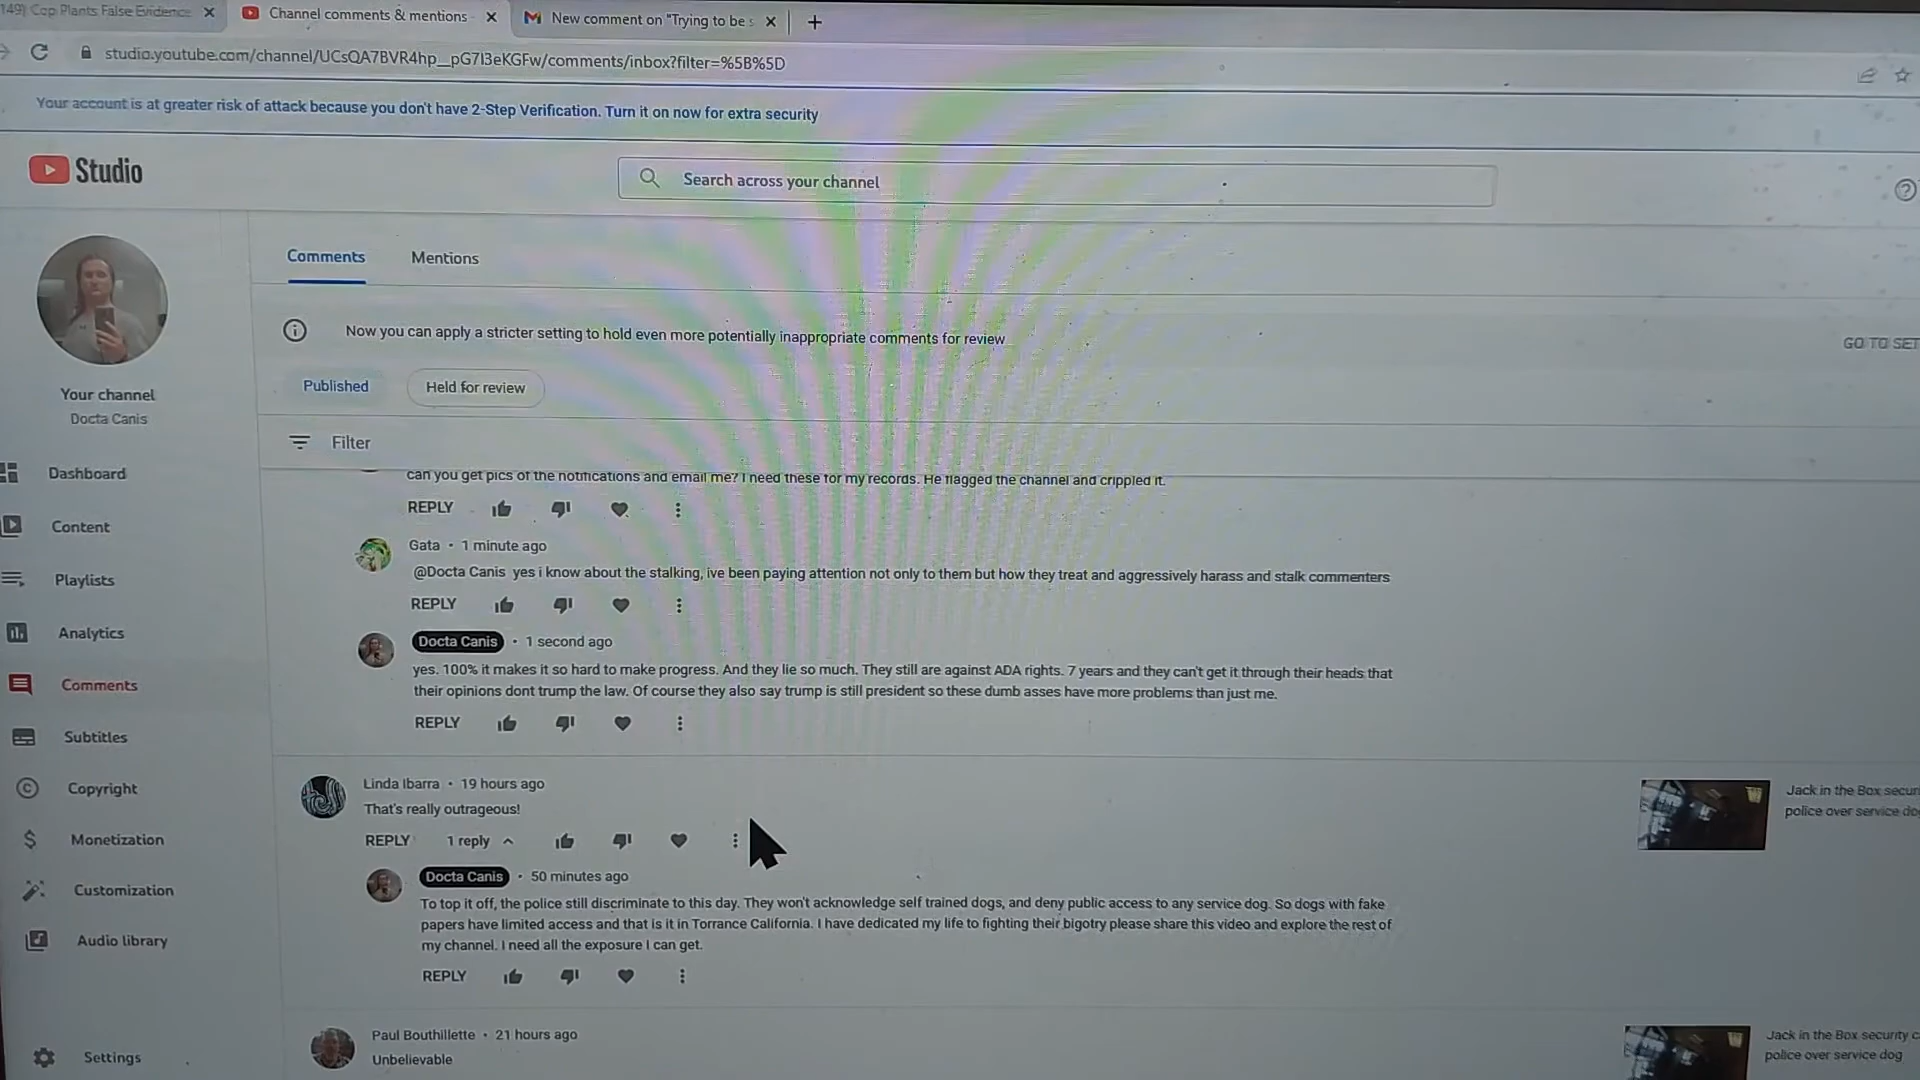 149) Cop Plants False Evidence
Channel comments & mentions
New comment on "Trying to be s
studio.youtube.com/channel/UCsQA7BVR4hp__pG7I3eKGFw/comments/inbox?filter=%5B%5D
Your account is at greater risk of attack because you don't have 2-Step Verification. Turn it on now for extra security
Studio
Search across your channel
Comments
Mentions
Now you can apply a stricter setting to hold even more potentially inappropriate comments for review
GO TO SET
Published
Held for review
Your channel
Docta Canis
Filter
Dashboard
Content
Playlists
Analytics
Comments
Subtitles
Copyright
Monetization
Customization
Audio library
Settings
can you get pics of the notifications and email me? I need these for my records. He flagged the channel and crippled it.
REPLY
Gata • 1 minute ago
@Docta Canis yes i know about the stalking, ive been paying attention not only to them but how they treat and aggressively harass and stalk commenters
REPLY
Docta Canis • 1 second ago
yes. 100% it makes it so hard to make progress. And they lie so much. They still are against ADA rights. 7 years and they can't get it through their heads that
their opinions dont trump the law. Of course they also say trump is still president so these dumb asses have more problems than just me.
REPLY
Linda Ibarra • 19 hours ago
That's really outrageous!
REPLY 1 reply
Jack in the Box secur
police over service do
Docta Canis • 50 minutes ago
To top it off, the police still discriminate to this day. They won't acknowledge self trained dogs, and deny public access to any service dog. So dogs with fake
papers have limited access and that is it in Torrance California. I have dedicated my life to fighting their bigotry please share this video and explore the rest of
my channel. I need all the exposure I can get.
REPLY
Paul Bouthillette • 21 hours ago
Unbelievable
Jack in the Box security c
police over service dog